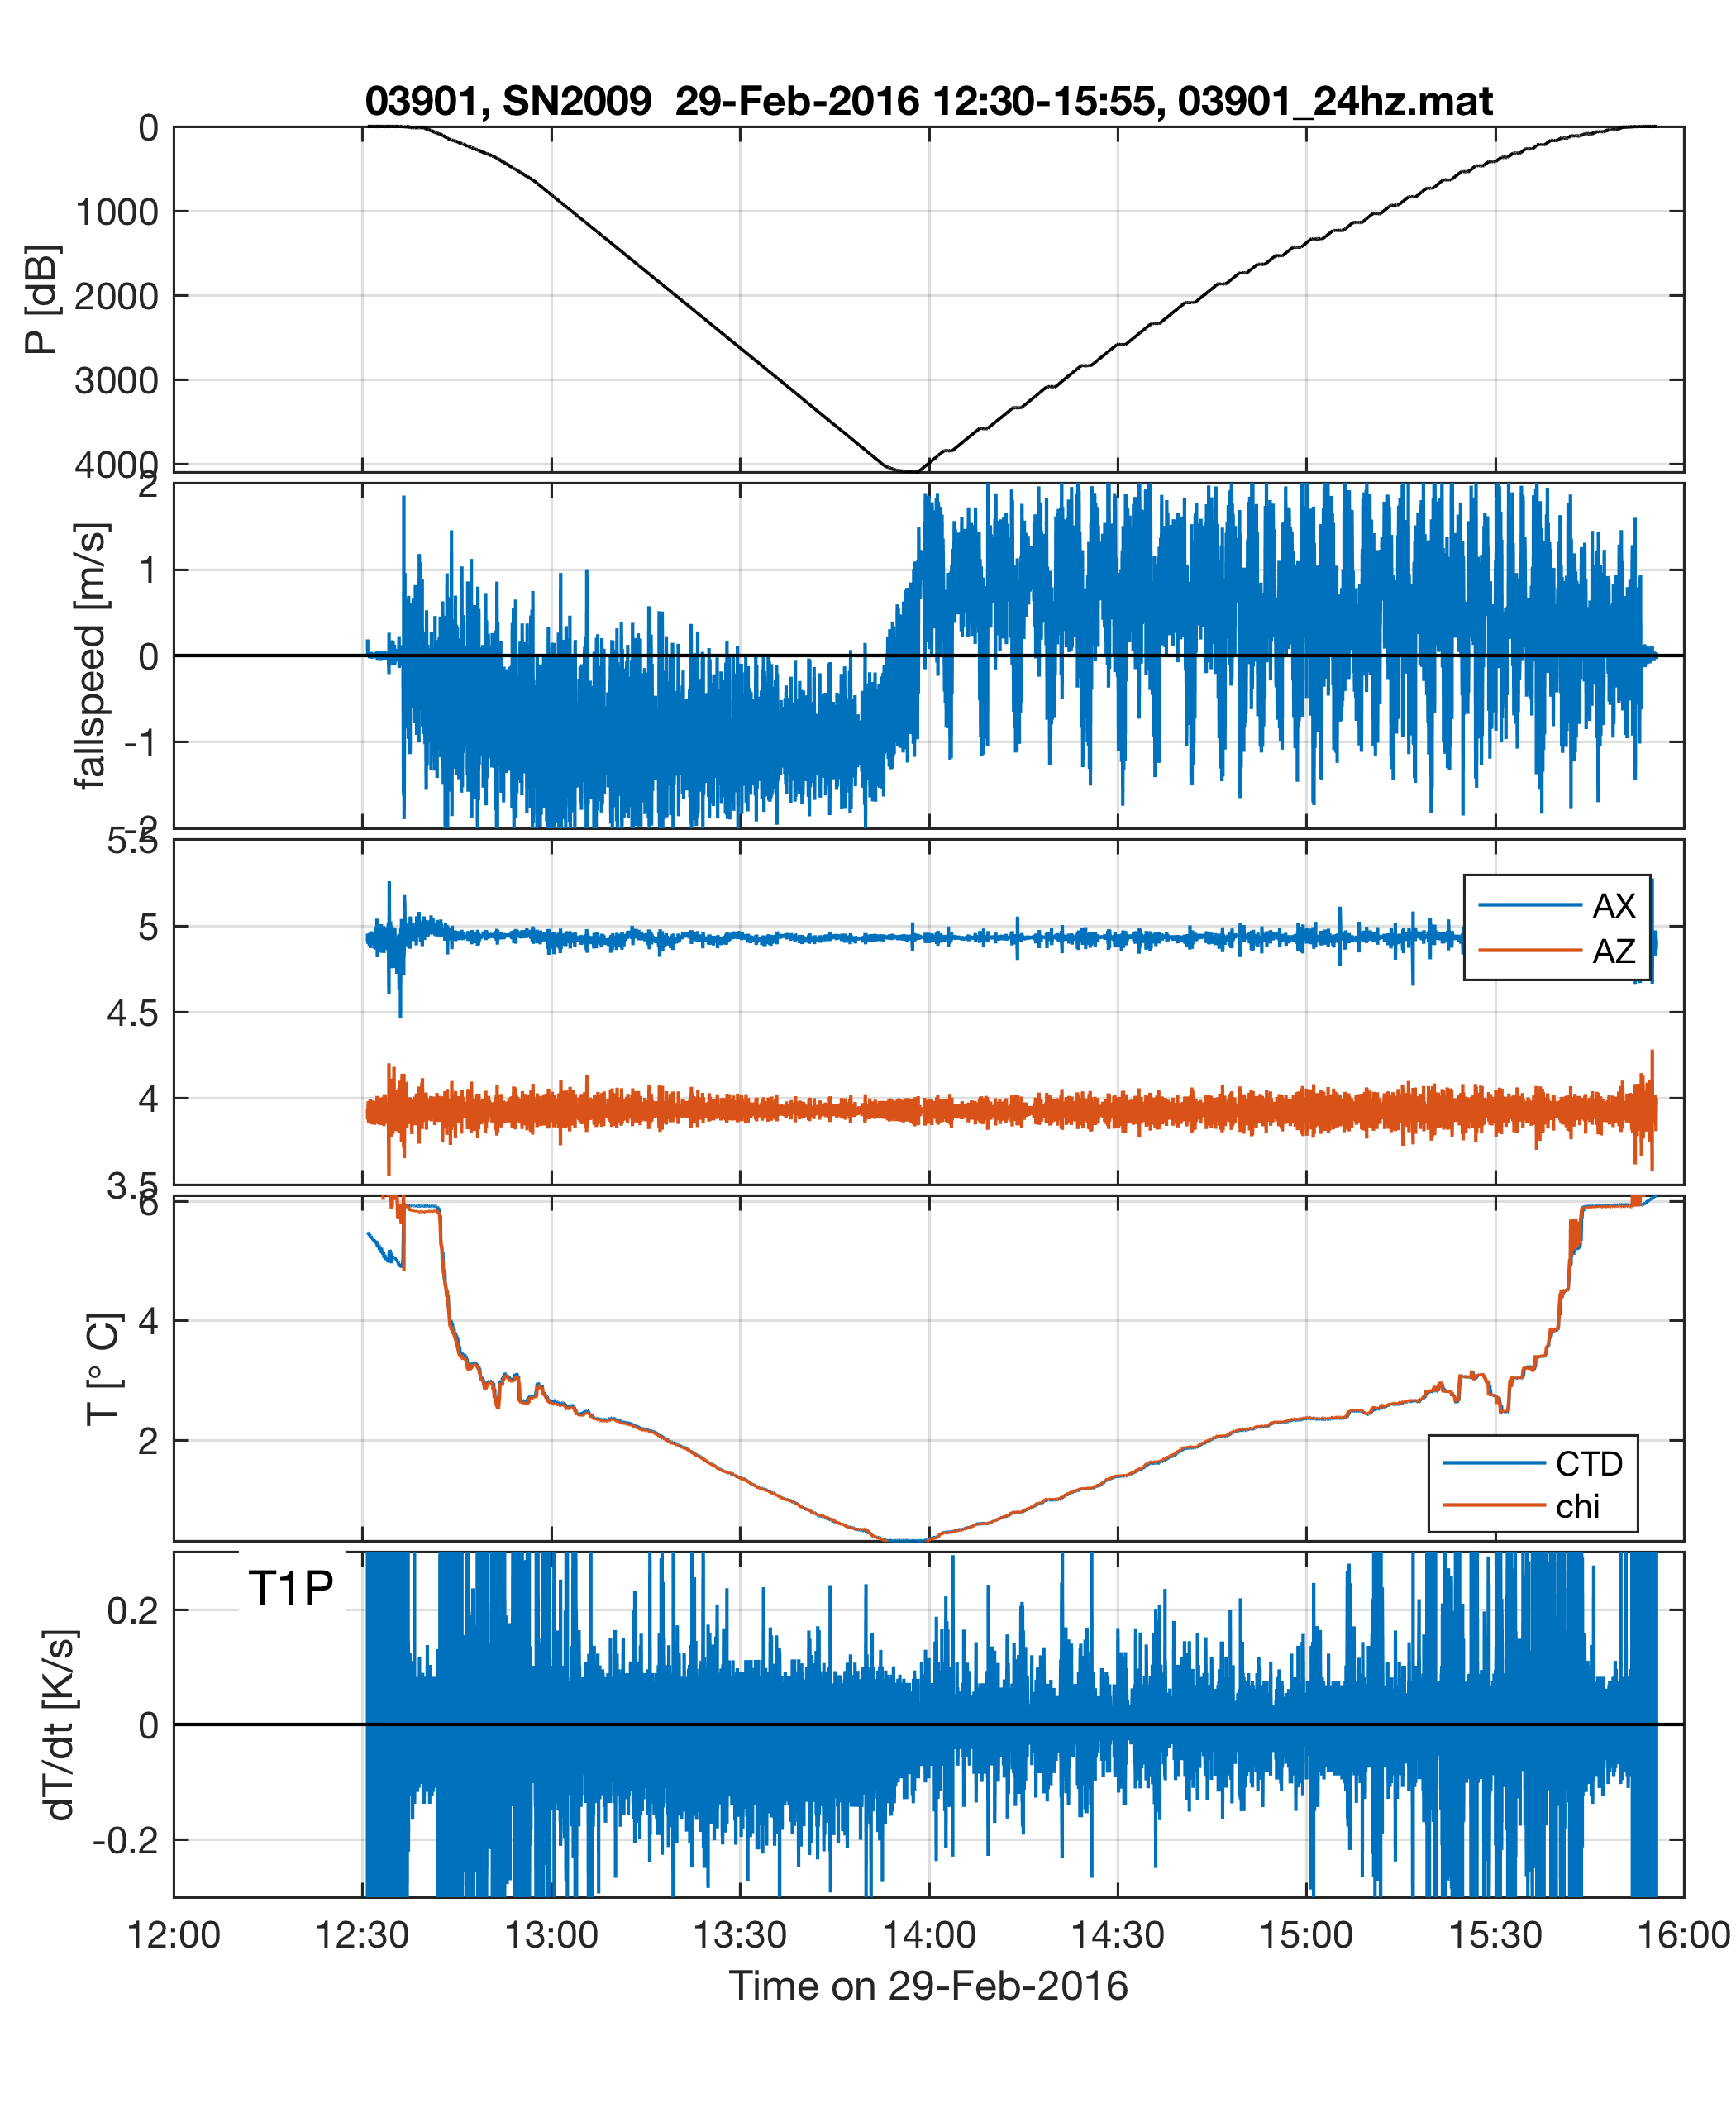 03901, SN2009  29-Feb-2016 12:30-15:55, 03901_24hz.mat
0
1000
2000
3000
4000
P [dB]
2
1
0
-1
-2
fallspeed [m/s]
5.5
5
4.5
4
3.5
AX
AZ
6
4
2
T [° C]
CTD
chi
T1P
0.2
0
-0.2
dT/dt [K/s]
12:00 12:30 13:00 13:30 14:00 14:30 15:00 15:30 16:00
Time on 29-Feb-2016